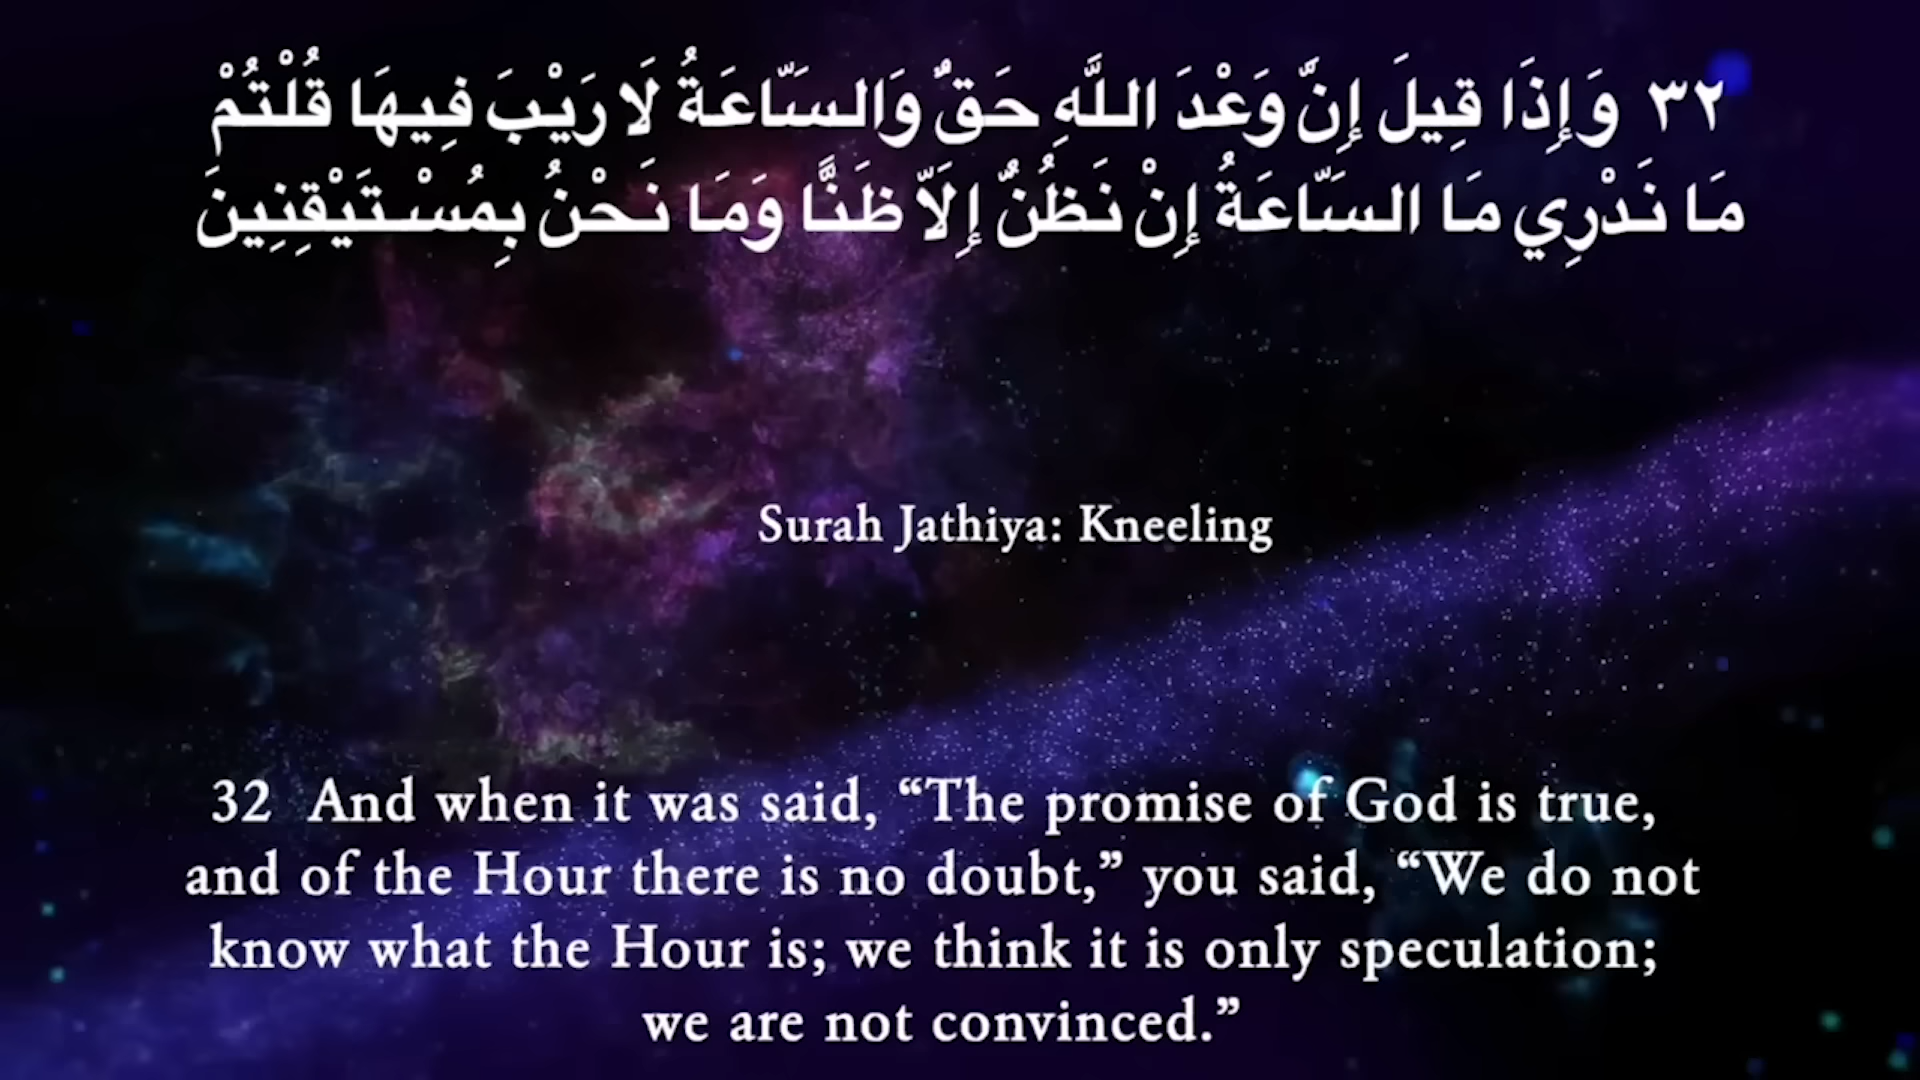 ٣٢ وَإِذَا قِيلَ إِنَّ وَعْدَ اللَّهِ حَقٌّ وَالسَّاعَةُ لَا رَيْبَ فِيهَا قُلْتُمْ
مَا نَدْرِي مَا السَّاعَةُ إِنْ نَظُنُّ إِلَّا ظَنًّا وَمَا نَحْنُ بِمُسْتَيْقِنِينَ
Surah Jathiya: Kneeling
32 And when it was said, “The promise of God is true,
and of the Hour there is no doubt,” you said, “We do not
know what the Hour is; we think it is only speculation;
we are not convinced.”